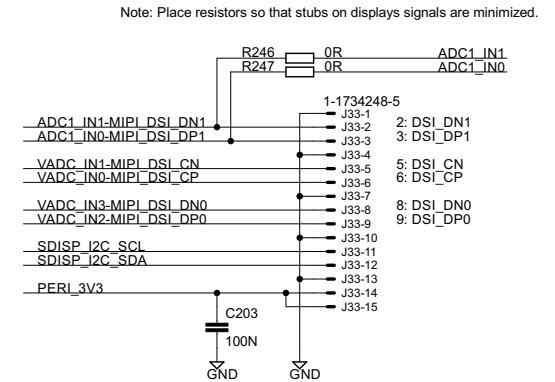 Note: Place resistors so that stubs on displays signals are minimized.
R246 0R ADC1_IN1
R247 0R ADC1_IN0
1-1734248-5
J33-1
ADC1_IN1-MIPI_DSI_DN1 J33-2 2: DSI_DN1
ADC1_IN0-MIPI_DSI_DP1 J33-3 3: DSI_DP1
J33-4
VADC_IN1-MIPI_DSI_CN J33-5 5: DSI_CN
VADC_IN0-MIPI_DSI_CP J33-6 6: DSI_CP
J33-7
VADC_IN3-MIPI_DSI_DN0 J33-8 8: DSI_DN0
VADC_IN2-MIPI_DSI_DP0 J33-9 9: DSI_DP0
J33-10
SDISP_I2C_SCL J33-11
SDISP_I2C_SDA J33-12
J33-13
PERI_3V3 J33-14
J33-15
C203
100N
GND GND